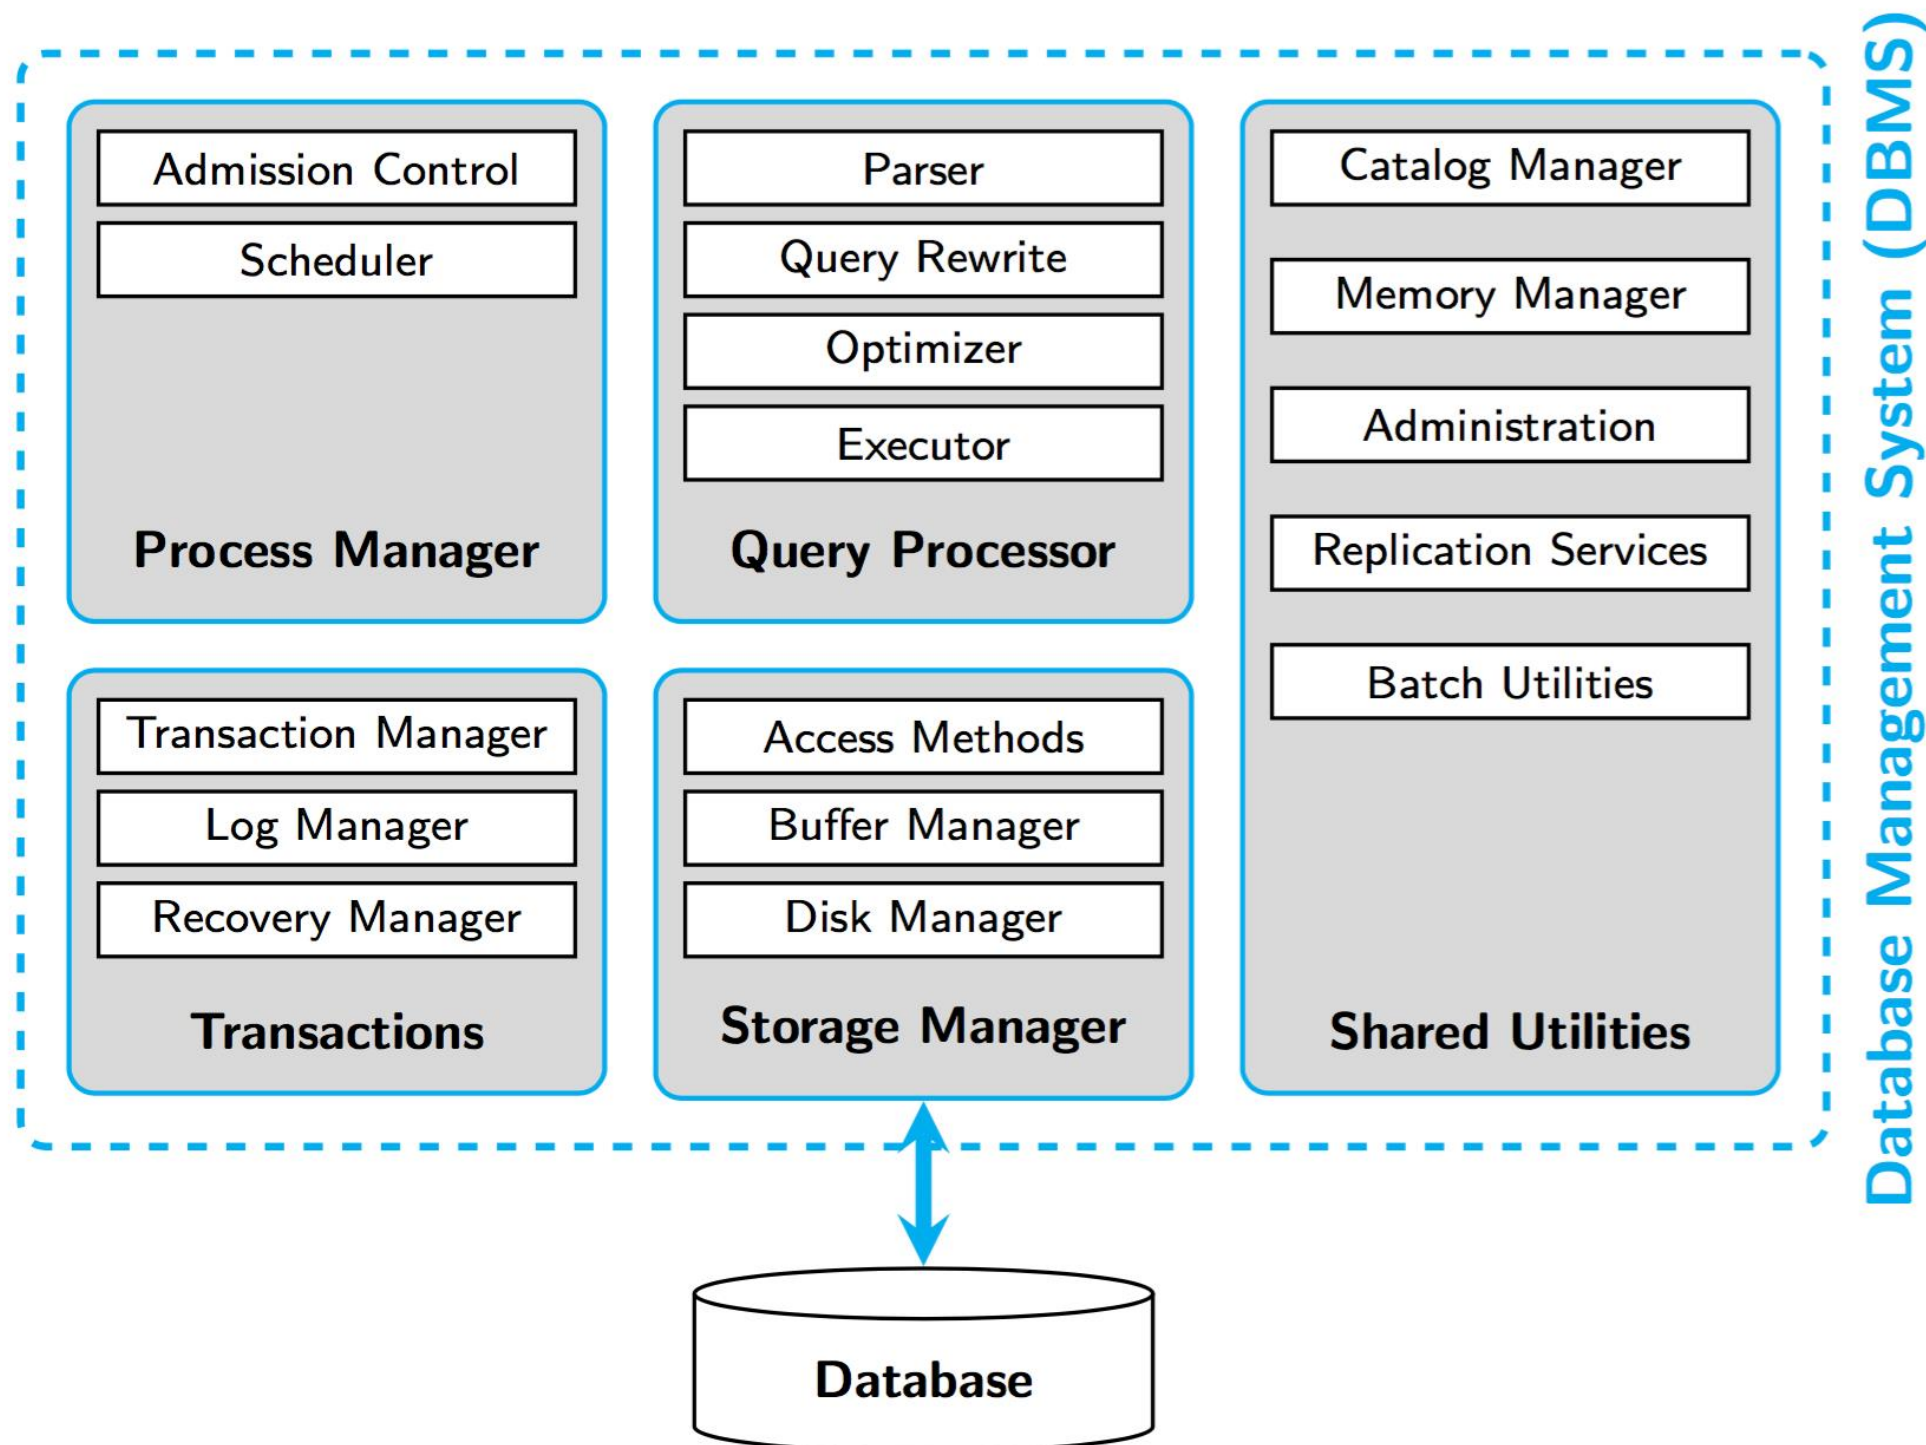 Admission Control
Scheduler
Process Manager
Parser
Query Rewrite
Optimizer
Executor
Query Processor
Catalog Manager
Memory Manager
Administration
Replication Services
Batch Utilities
Shared Utilities
Transaction Manager
Log Manager
Recovery Manager
Transactions
Access Methods
Buffer Manager
Disk Manager
Storage Manager
Database Management System (DBMS)
Database